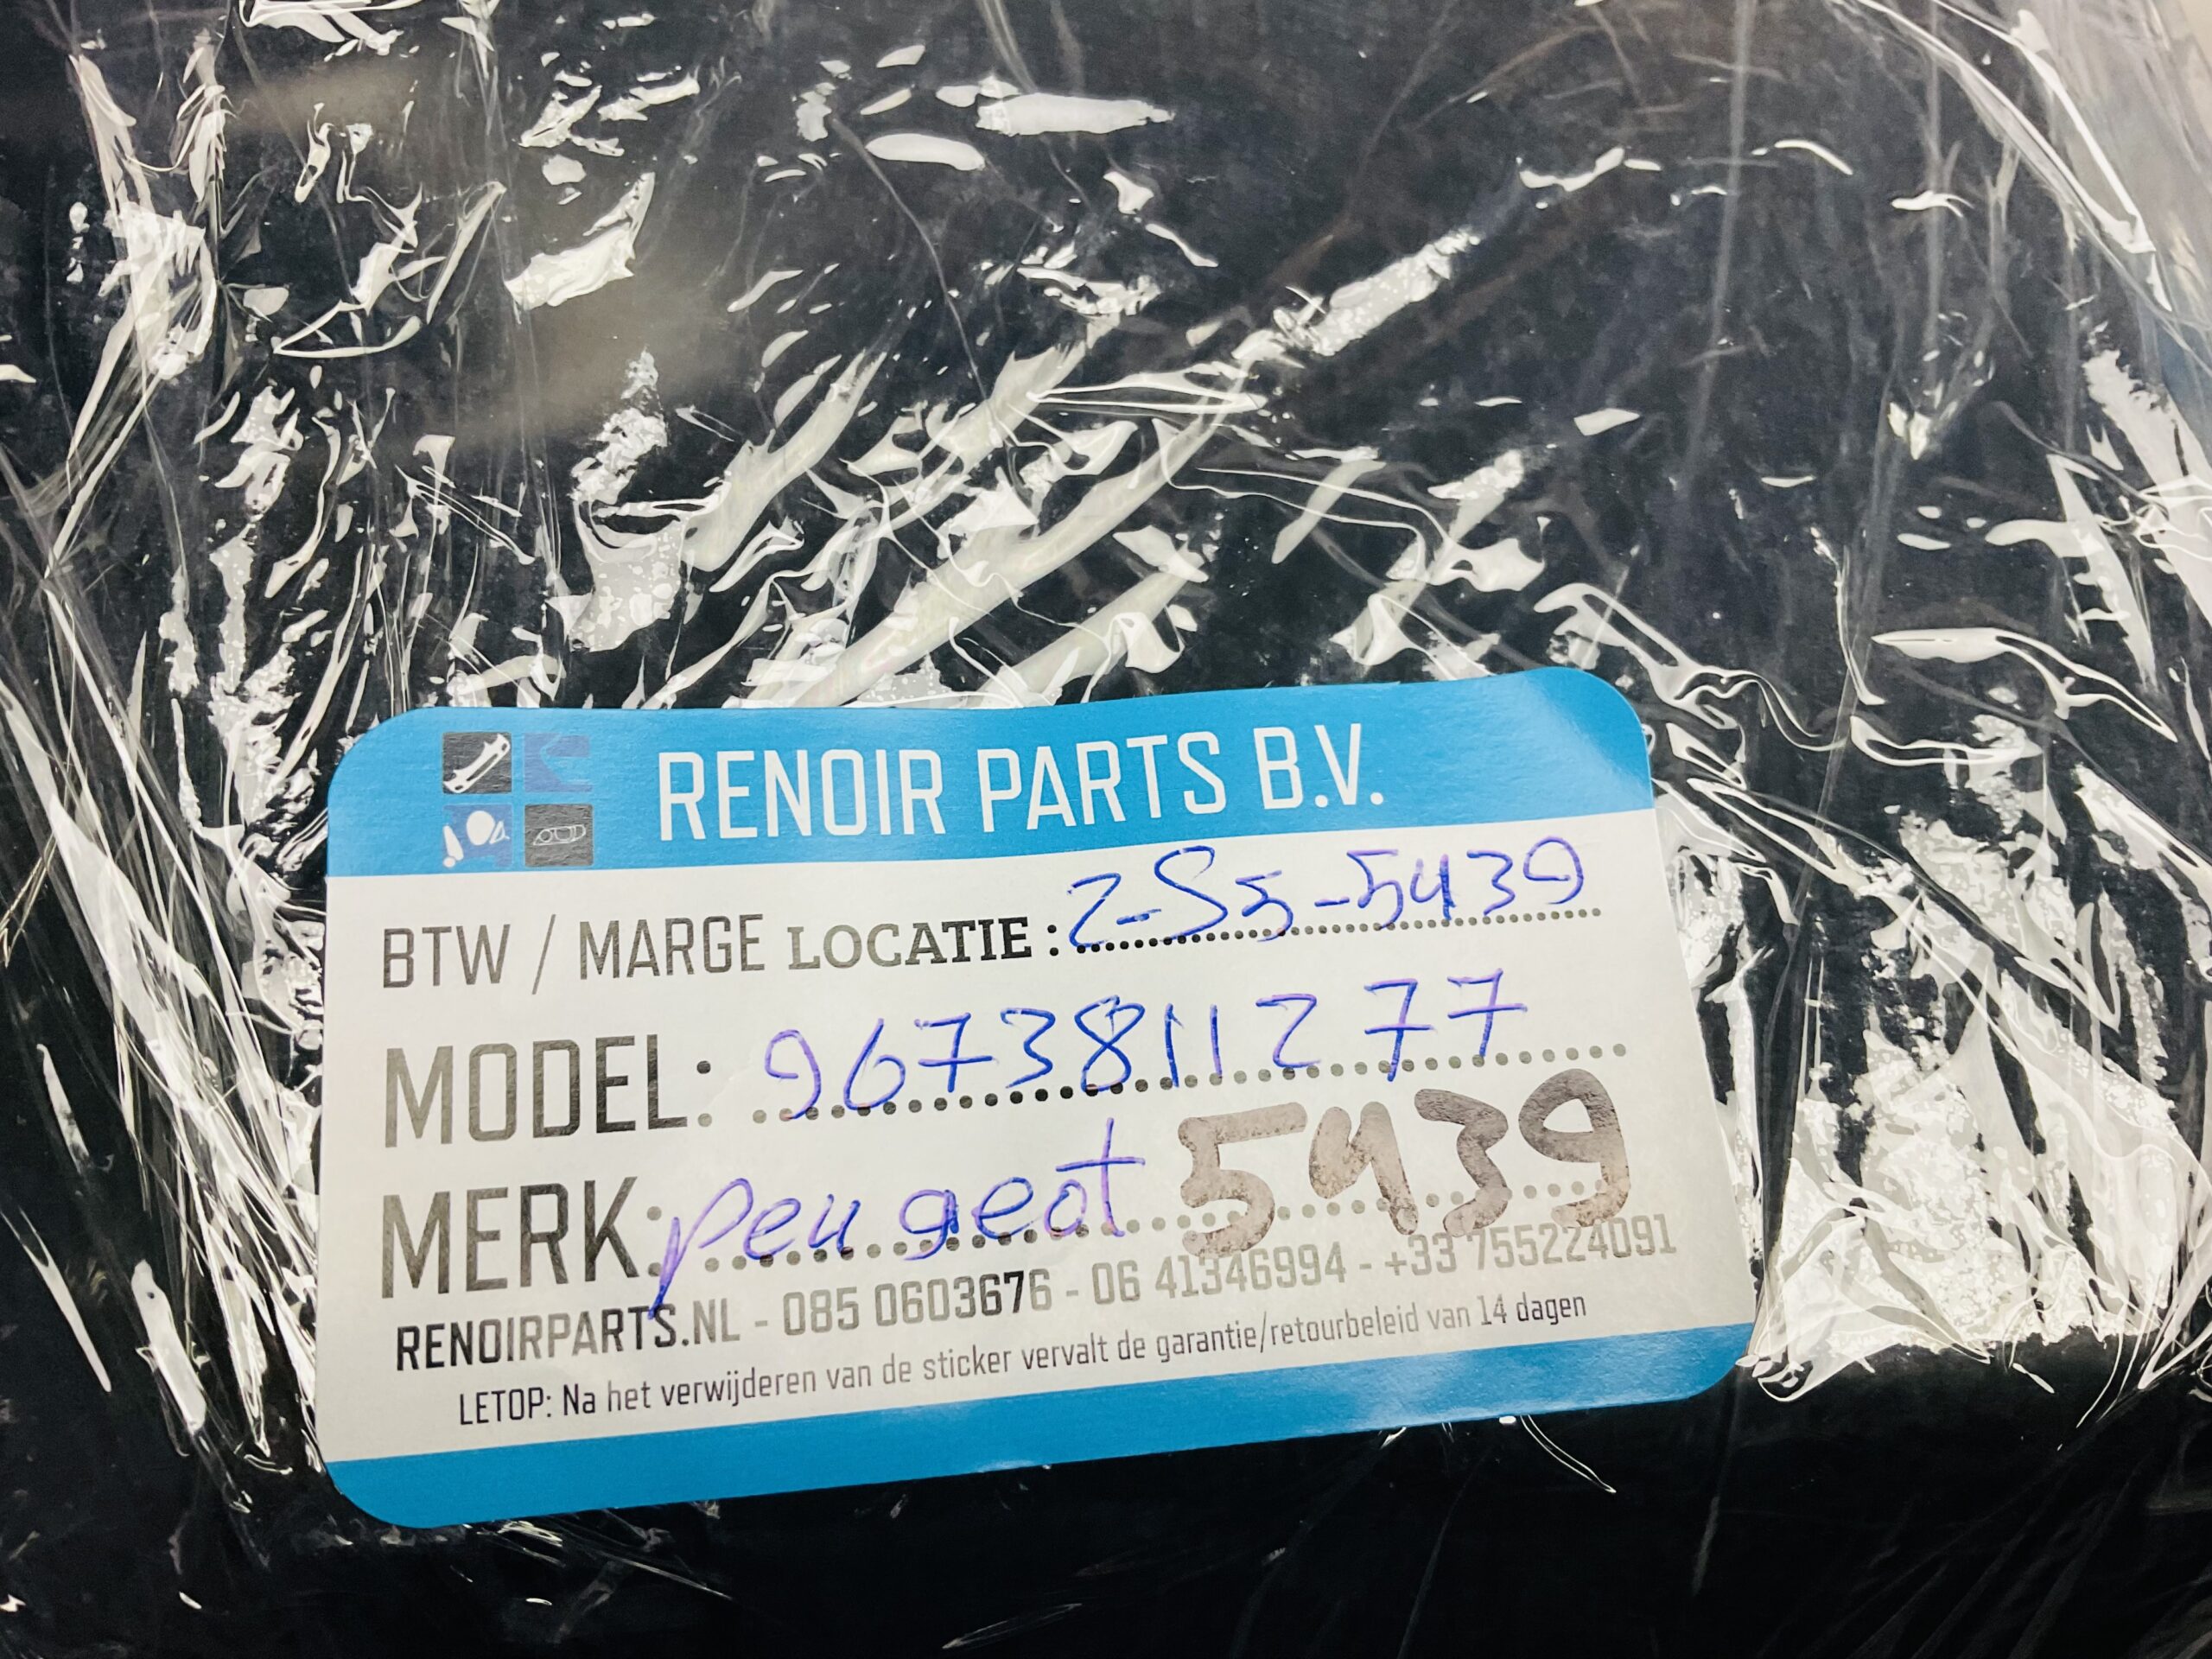 RENOIR PARTS B.V.
BTW / MARGE LOCATIE : 2-S5-5439
MODEL: 9673811277
MERK: peugeot 5439
RENOIRPARTS.NL - 085 0603676 - 06 41346994 - +33 755224091
LETOP: Na het verwijderen van de sticker vervalt de garantie/retourbeleid van 14 dagen